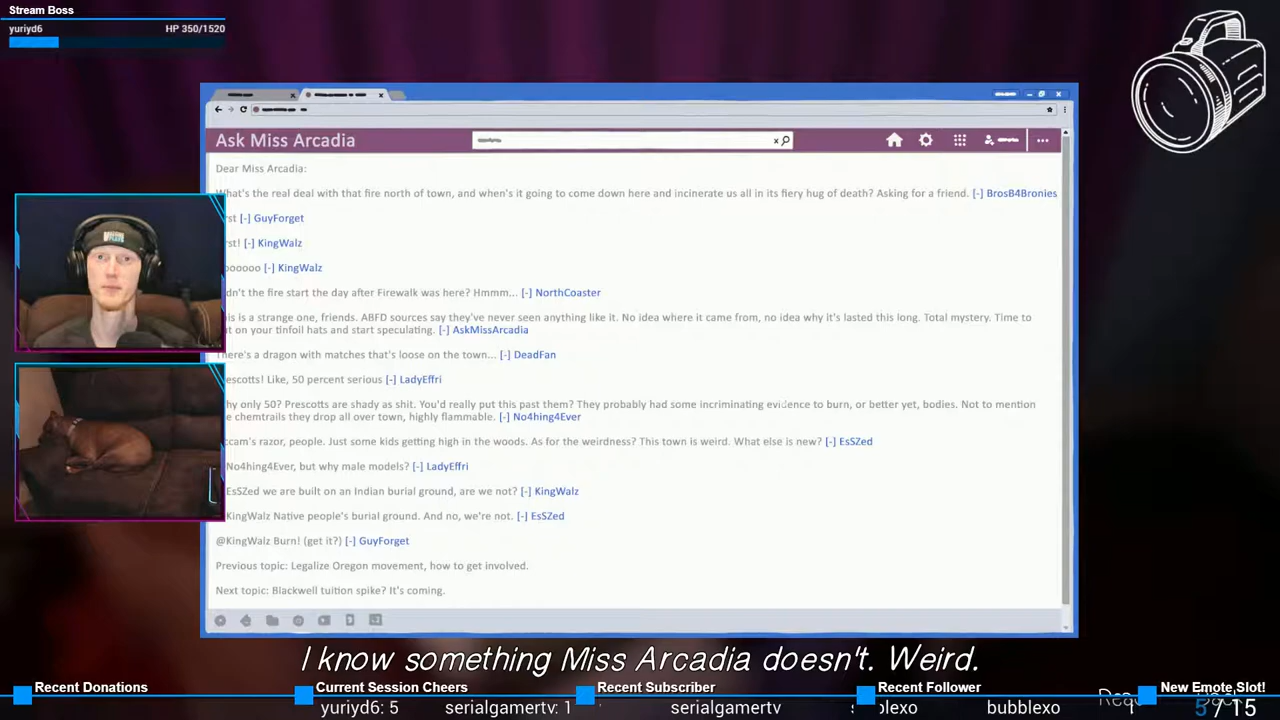 Stream Boss
yuriyd6 HP 350/1520
Ask Miss Arcadia
Dear Miss Arcadia:
What's the real deal with that fire north of town, and when's it going to come down here and incinerate us all in its fiery hug of death? Asking for a friend. [-] BrosB4Bronies
rst [-] GuyForget
rst! [-] KingWalz
ooooo [-] KingWalz
dn't the fire start the day after Firewalk was here? Hmmm... [-] NorthCoaster
is is a strange one, friends. ABFD sources say they've never seen anything like it. No idea where it came from, no idea why it's lasted this long. Total mystery. Time to
t on your tinfoil hats and start speculating. [-] AskMissArcadia
here's a dragon with matches that's loose on the town... [-] DeadFan
escotts! Like, 50 percent serious [-] LadyEffri
hy only 50? Prescotts are shady as shit. You'd really put this past them? They probably had some incriminating evidence to burn, or better yet, bodies. Not to mention
e chemtrails they drop all over town, highly flammable. [-] No4hing4Ever
ccam's razor, people. Just some kids getting high in the woods. As for the weirdness? This town is weird. What else is new? [-] EsSZed
No4hing4Ever, but why male models? [-] LadyEffri
EsSZed we are built on an Indian burial ground, are we not? [-] KingWalz
KingWalz Native people's burial ground. And no, we're not. [-] EsSZed
@KingWalz Burn! (get it?) [-] GuyForget
Previous topic: Legalize Oregon movement, how to get involved.
Next topic: Blackwell tuition spike? It's coming.
I know something Miss Arcadia doesn't. Weird.
Recent Donations Current Session Cheers Recent Subscriber Recent Follower New Emote Slot!
yuriyd6: 5 serialgamertv: 1 serialgamertv plexo bubblexo 5 / 15